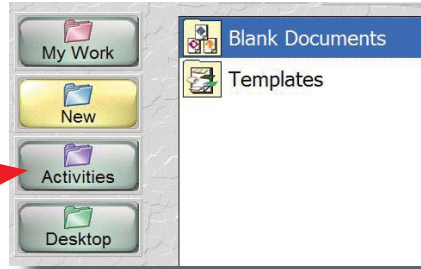 My Work
New
Activities
Desktop
Blank Documents
Templates